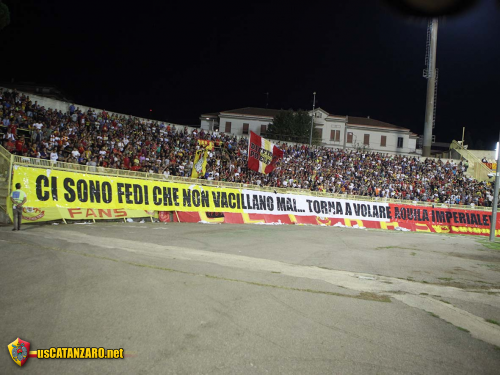 CI SONO FEDI CHE NON VACILLANO MAI... TORNA A VOLARE AQUILA IMPERIALE!
FANS
usCATANZARO.net